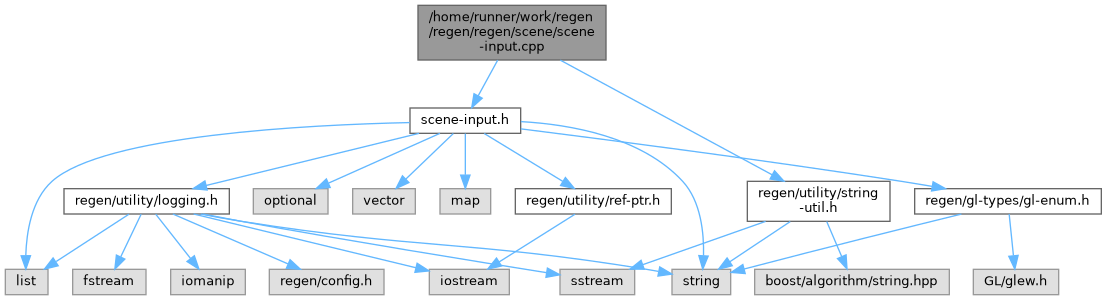 /home/runner/work/regen
/regen/regen/scene/scene
-input.cpp
scene-input.h
regen/utility/logging.h
optional
vector
map
regen/utility/ref-ptr.h
regen/utility/string
-util.h
regen/gl-types/gl-enum.h
list
fstream
iomanip
regen/config.h
iostream
sstream
string
boost/algorithm/string.hpp
GL/glew.h